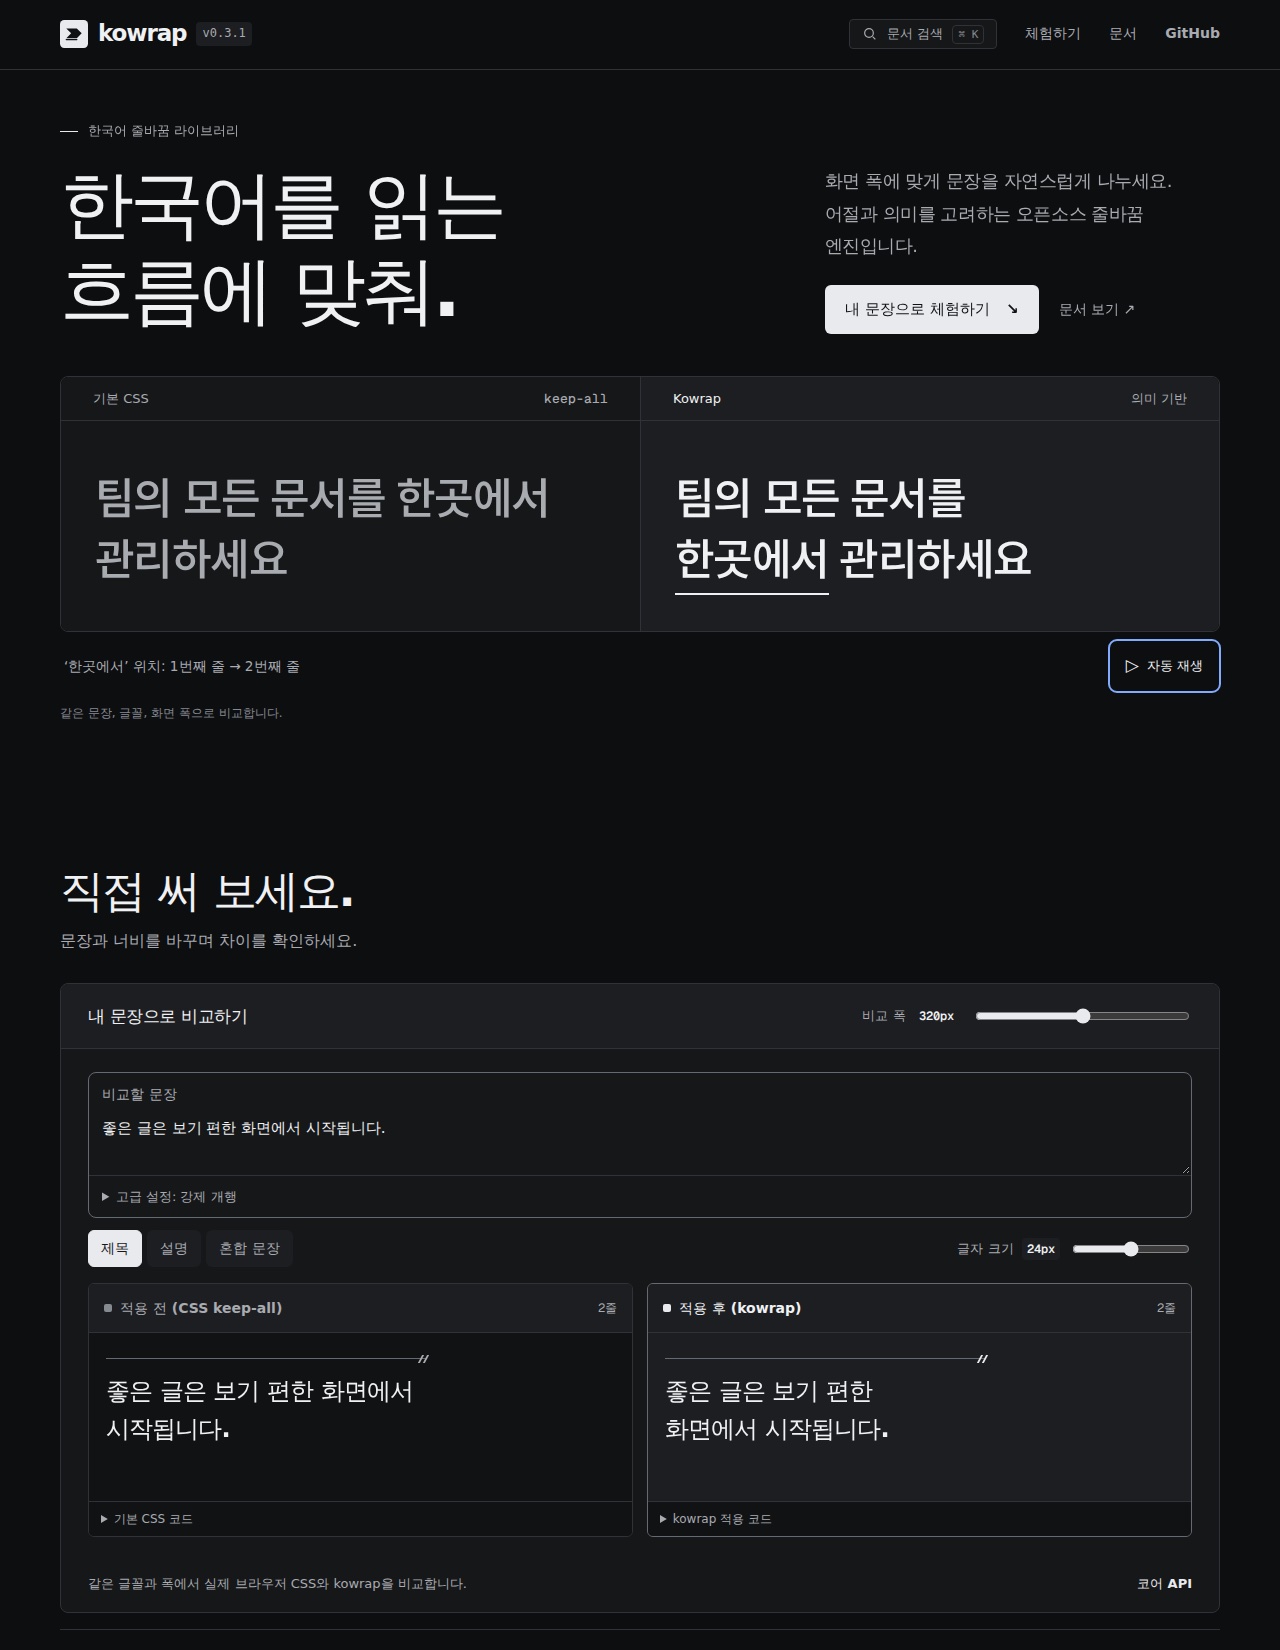 kowrap v0.3.1
문서 검색 ⌘ K 체험하기 문서 GitHub
한국어 줄바꿈 라이브러리
한국어를 읽는
흐름에 맞춰.
화면 폭에 맞게 문장을 자연스럽게 나누세요.
어절과 의미를 고려하는 오픈소스 줄바꿈
엔진입니다.
내 문장으로 체험하기 ↘ 문서 보기 ↗
기본 CSS keep-all
팀의 모든 문서를 한곳에서
관리하세요
Kowrap 의미 기반
팀의 모든 문서를
한곳에서 관리하세요
‘한곳에서’ 위치: 1번째 줄 → 2번째 줄
▷ 자동 재생
같은 문장, 글꼴, 화면 폭으로 비교합니다.
직접 써 보세요.
문장과 너비를 바꾸며 차이를 확인하세요.
내 문장으로 비교하기
비교 폭 320px
비교할 문장
좋은 글은 보기 편한 화면에서 시작됩니다.
▶ 고급 설정: 강제 개행
제목 설명 혼합 문장
글자 크기 24px
적용 전 (CSS keep-all) 2줄
좋은 글은 보기 편한 화면에서
시작됩니다.
▶ 기본 CSS 코드
적용 후 (kowrap) 2줄
좋은 글은 보기 편한
화면에서 시작됩니다.
▶ kowrap 적용 코드
같은 글꼴과 폭에서 실제 브라우저 CSS와 kowrap을 비교합니다.
코어 API